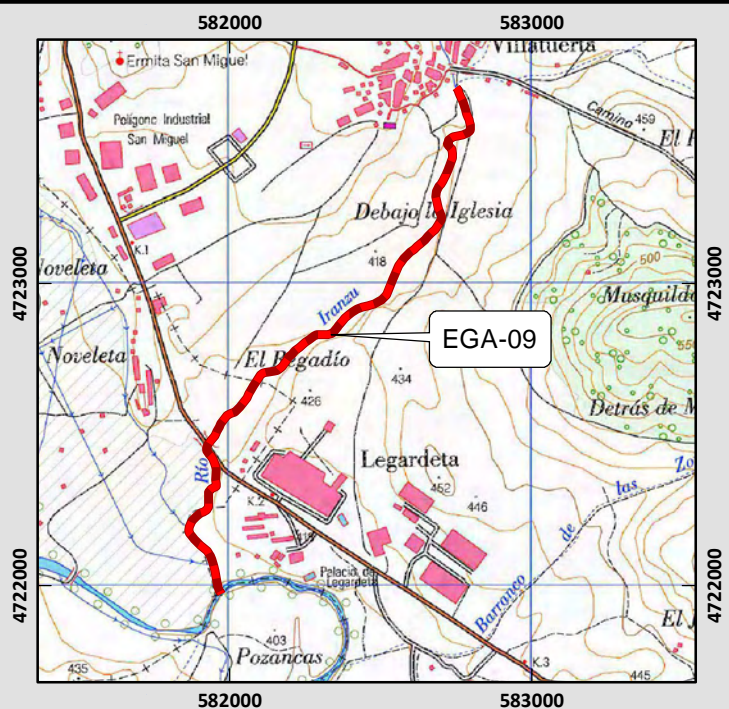 582000
583000
Ermita San Miguel
Villatuerta
Polígono Industrial
San Miguel
Camino
459
Debajo la Iglesia
K.1
418
500
4723000
4723000
Noveleta
Iranzu
Musquildo
EGA-09
Noveleta
El Regadío
434
426
Detrás de M
Río
Legardeta
452
446
las
Zo
de
K.2
419
Palacio de
Legardeta
Barranco
4722000
4722000
403
El
435
Pozancas
K.3
445
582000
583000